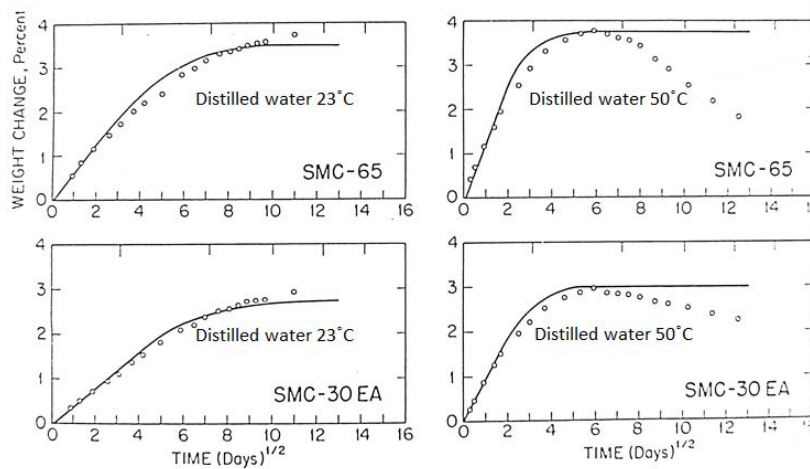 WEIGHT CHANGE, Percent
4
3
2
1
0
Distilled water 23˚C
SMC-65
0 2 4 6 8 10 12 14 16
4
3
2
1
0
Distilled water 50˚C
SMC-65
0 2 4 6 8 10 12 14
4
3
2
1
0
Distilled water 23˚C
SMC-30 EA
0 2 4 6 8 10 12 14 16
TIME (Days)^1/2
4
3
2
1
0
Distilled water 50˚C
SMC-30 EA
0 2 4 6 8 10 12 14 16
TIME (Days)^1/2